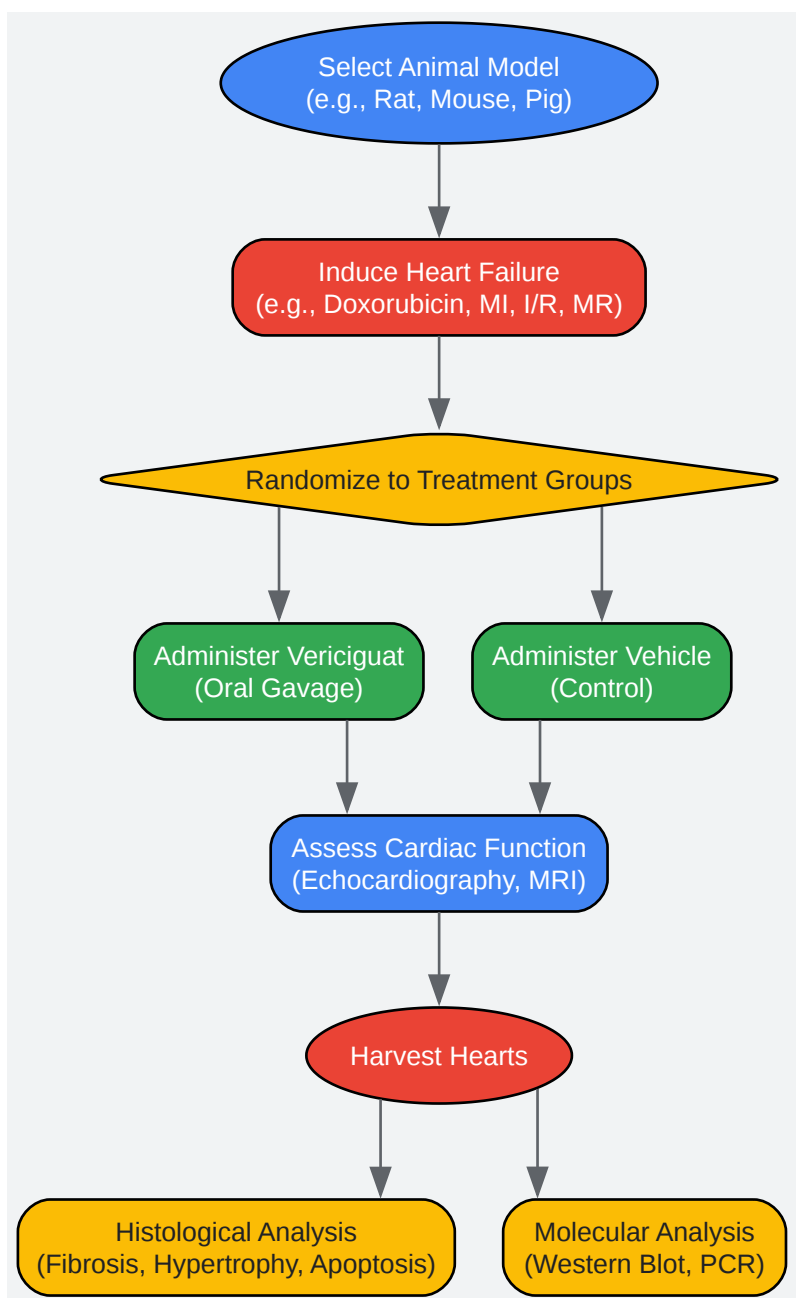 Select Animal Model
(e.g., Rat, Mouse, Pig)
Induce Heart Failure
(e.g., Doxorubicin, MI, I/R, MR)
Randomize to Treatment Groups
Administer Vericiguat
(Oral Gavage)
Administer Vehicle
(Control)
Assess Cardiac Function
(Echocardiography, MRI)
Harvest Hearts
Histological Analysis
(Fibrosis, Hypertrophy, Apoptosis)
Molecular Analysis
(Western Blot, PCR)